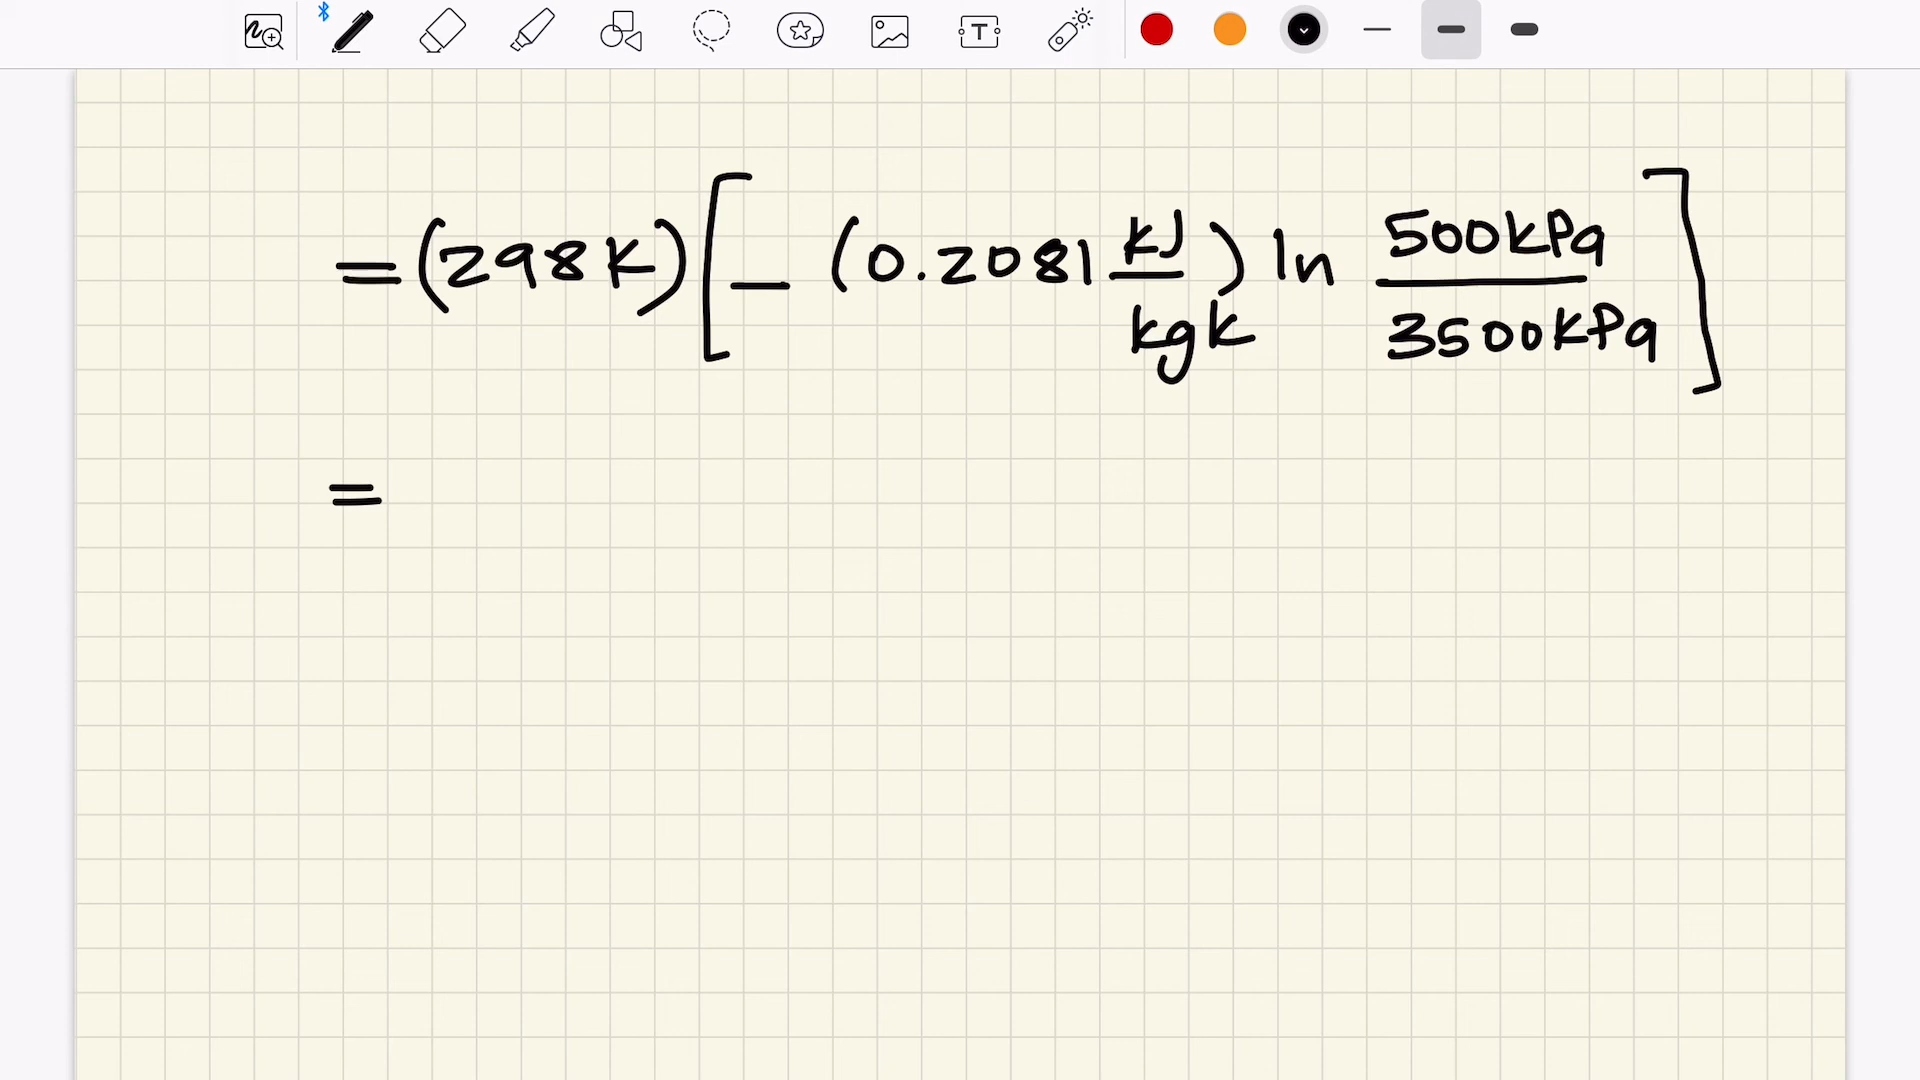 = (298 K) [ – (0.2081 kJ/kgK) ln 500kPa/3500kPa ]
=